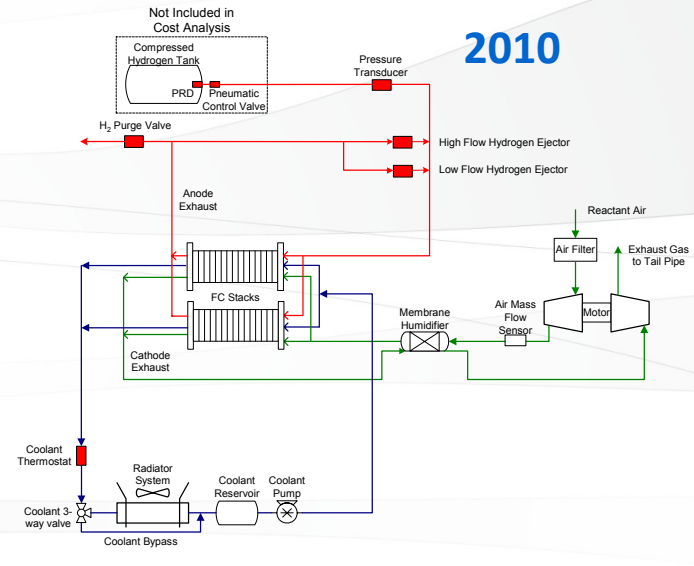 Not Included in
Cost Analysis
2010
Compressed
Hydrogen Tank
PRD
Pneumatic
Control Valve
Pressure
Transducer
H2 Purge Valve
High Flow Hydrogen Ejector
Low Flow Hydrogen Ejector
Anode
Exhaust
Reactant Air
Air Filter
Exhaust Gas
to Tail Pipe
FC Stacks
Membrane
Humidifier
Air Mass
Flow
Sensor
Motor
Cathode
Exhaust
Coolant
Thermostat
Radiator
System
Coolant
Reservoir
Coolant
Pump
Coolant 3-
way valve
Coolant Bypass